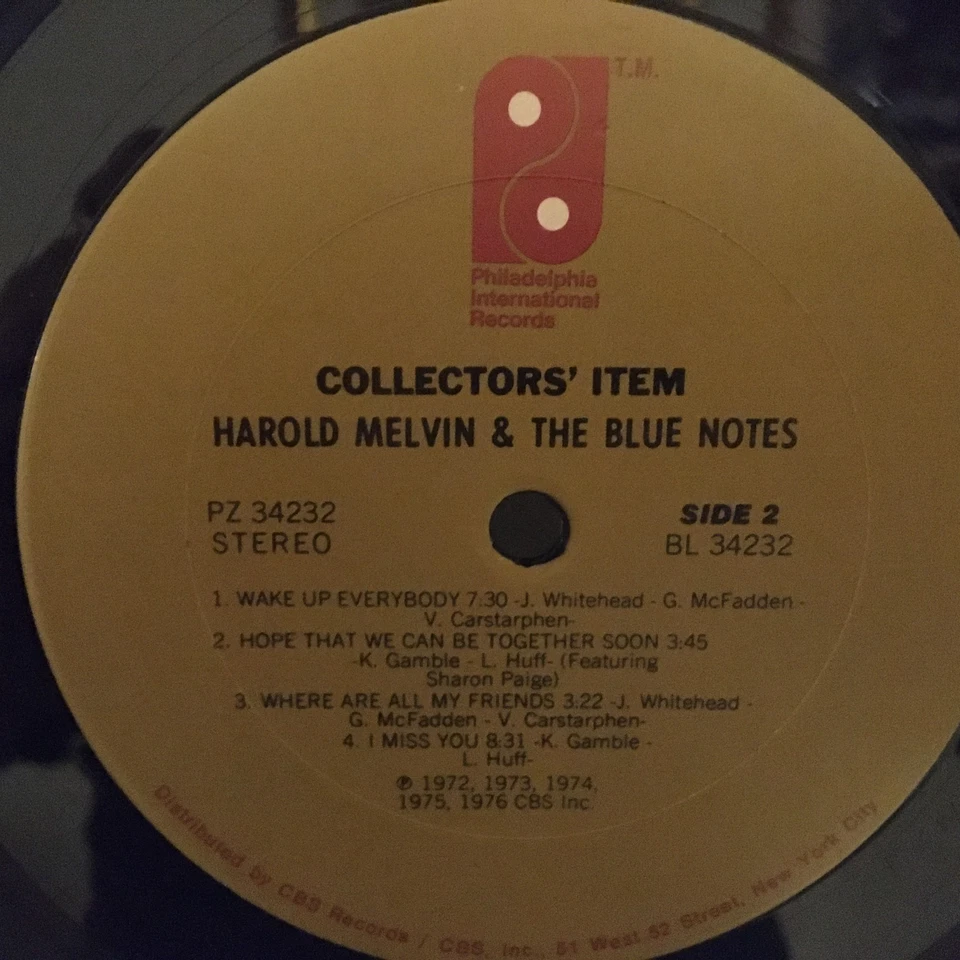 T.M.
Philadelphia
International
Records
COLLECTORS' ITEM
HAROLD MELVIN & THE BLUE NOTES
PZ 34232
STEREO
SIDE 2
BL 34232
1. WAKE UP EVERYBODY 7:30 -J. Whitehead - G. McFadden -
V. Carstarphen-
2. HOPE THAT WE CAN BE TOGETHER SOON 3:45
-K. Gamble - L. Huff- (Featuring
Sharon Paige)
3. WHERE ARE ALL MY FRIENDS 3:22 -J. Whitehead -
G. McFadden - V. Carstarphen-
4. I MISS YOU 8:31 -K. Gamble -
L. Huff-
℗ 1972, 1973, 1974,
1975, 1976 CBS Inc.
Distributed by CBS Records / CBS, Inc., 51 West 52 Street, New York City